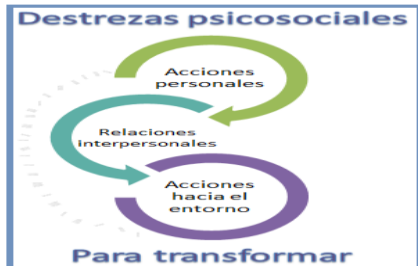 Destrezas psicosociales
Acciones
personales
Relaciones
interpersonales
Acciones
hacia el
entorno
Para transformar